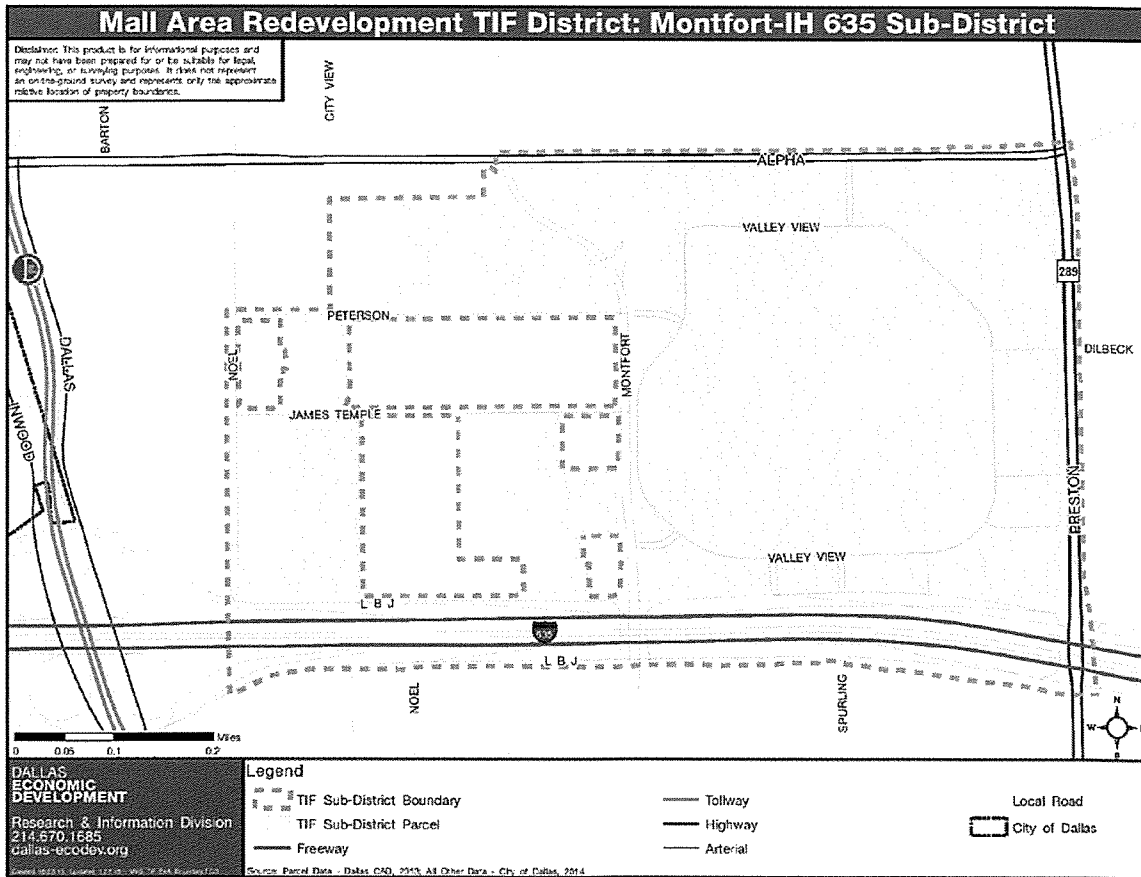 Mall Area Redevelopment TIF District: Montfort-IH 635 Sub-District
Disclaimer: This product is for informational purposes and
may not have been prepared for or be suitable for legal,
engineering, or surveying purposes. It does not represent
an on-the-ground survey and represents only the approximate
relative location of property boundaries.
BARTON
CITY VIEW
ALPHA
VALLEY VIEW
289
D
PETERSON
DALLAS
NOEL
MONTFORT
DILBECK
JAMES TEMPLE
INWOOD
PRESTON
VALLEY VIEW
L B J
635
L B J
NOEL
SPURLING
N
W
S
Miles
0 0.05 0.1 0.2
DALLAS
ECONOMIC
DEVELOPMENT
Research & Information Division
214.670.1685
dallas-ecodev.org
Legend
TIF Sub-District Boundary
TIF Sub-District Parcel
Freeway
Tollway
Highway
Arterial
Local Road
City of Dallas
Source: Parcel Data - Dallas CAD, 2013; All Other Data - City of Dallas, 2014